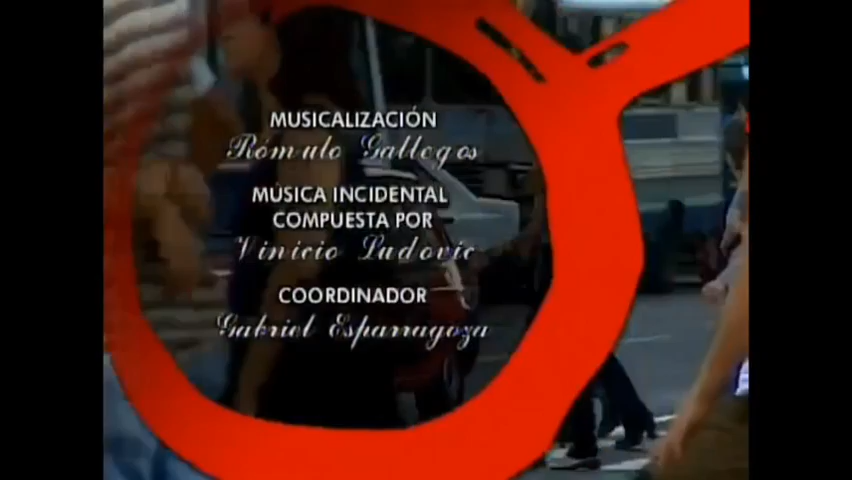 MUSICALIZACIÓN
Rómulo Gallegos
MÚSICA INCIDENTAL
COMPUESTA POR
Vinicio Ludovic
COORDINADOR
Gabriel Esparragoza